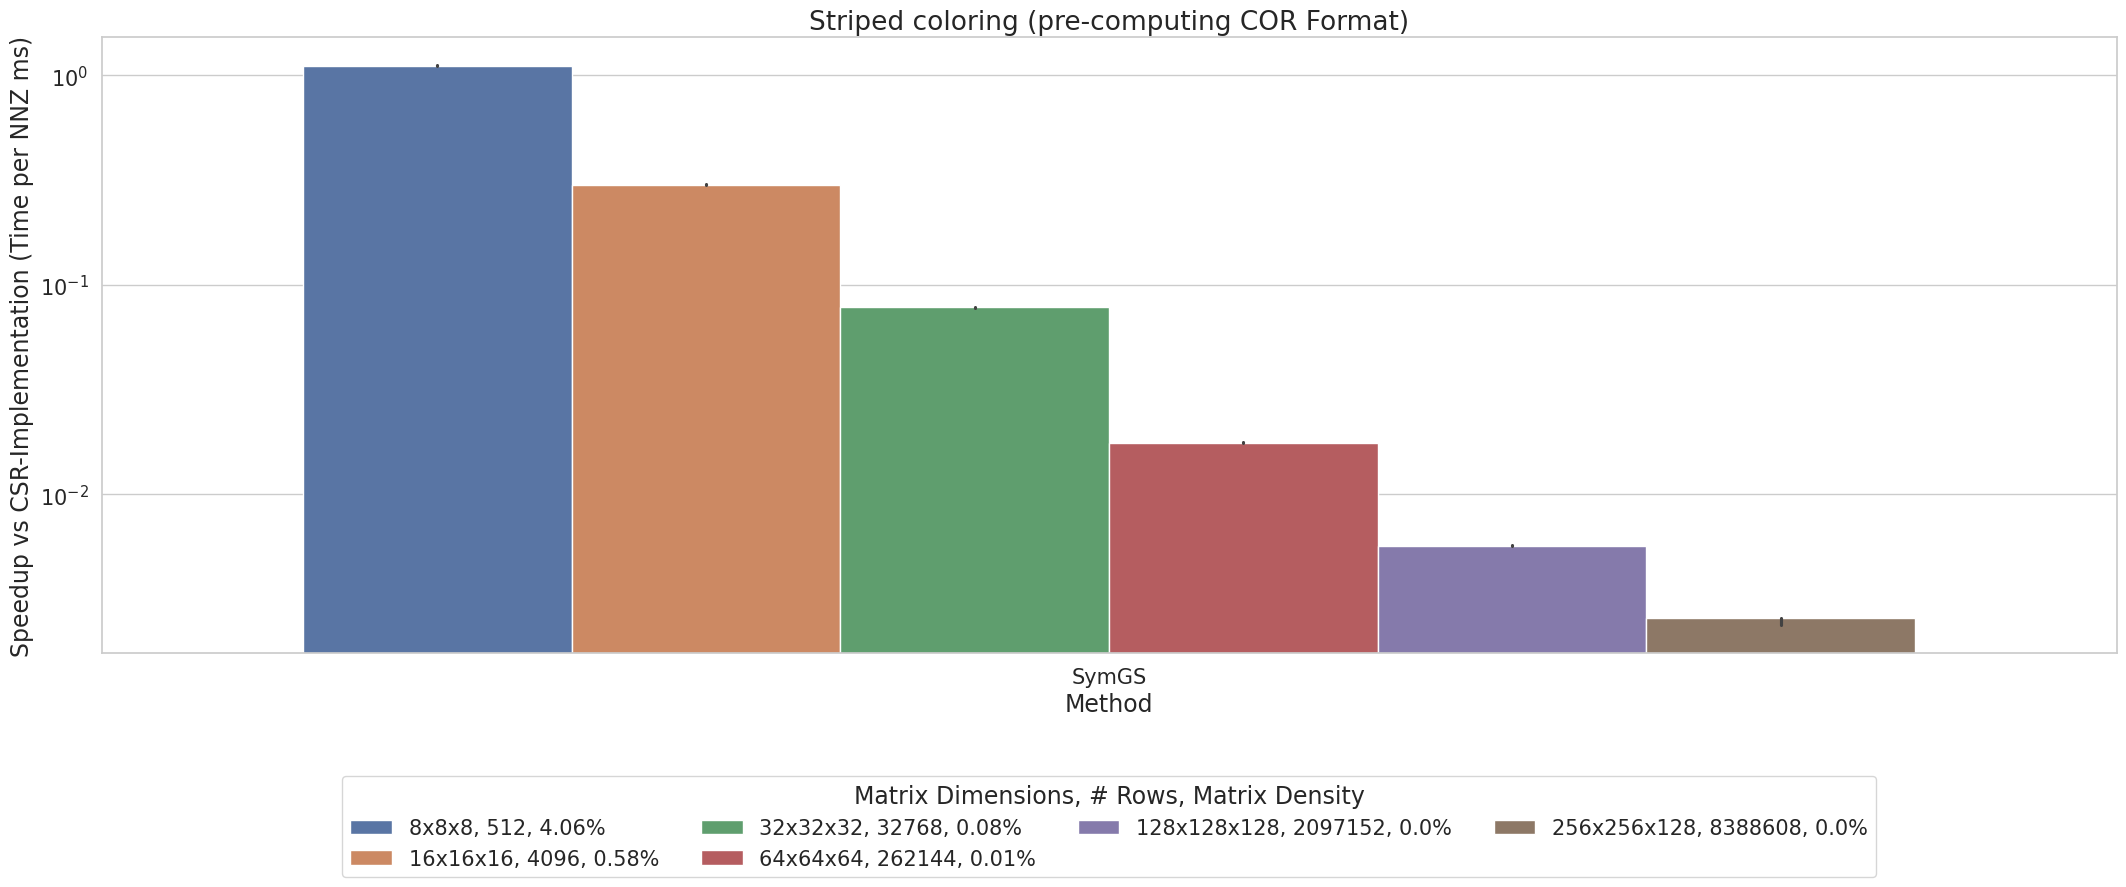 Striped coloring (pre-computing COR Format)
Speedup vs CSR-Implementation (Time per NNZ ms)
10⁰
10⁻¹
10⁻²
SymGS
Method
Matrix Dimensions, # Rows, Matrix Density
8x8x8, 512, 4.06%
16x16x16, 4096, 0.58%
32x32x32, 32768, 0.08%
64x64x64, 262144, 0.01%
128x128x128, 2097152, 0.0%
256x256x128, 8388608, 0.0%